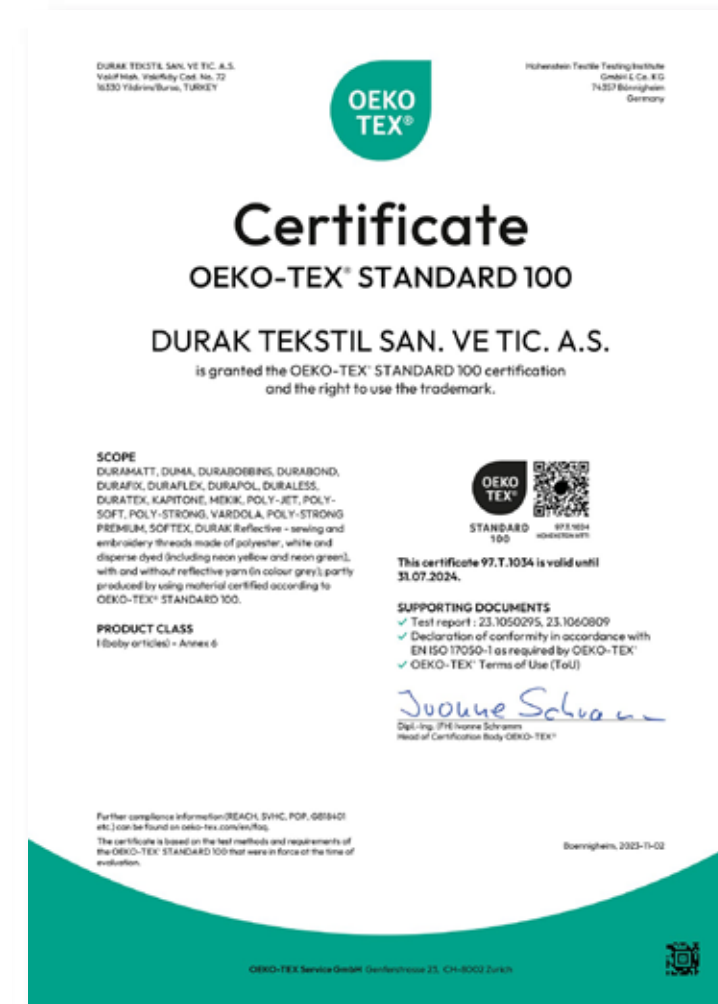 DURAK TEKSTIL SAN. VE TIC. A.S.
Vakif Mah. Vakifköy Cad. No. 72
16330 Yildirim/Bursa, TURKEY
OEKO
TEX®
Hohenstein Textile Testing Institute
GmbH & Co. KG
74357 Bönnigheim
Germany
Certificate
OEKO-TEX® STANDARD 100
DURAK TEKSTIL SAN. VE TIC. A.S.
is granted the OEKO-TEX® STANDARD 100 certification
and the right to use the trademark.
SCOPE
DURAMATT, DUMA, DURABOBBINS, DURABOND,
DURAFIX, DURAFLEX, DURAPOL, DURALESS,
DURATEX, KAPITONE, MEKIK, POLY-JET, POLY-
SOFT, POLY-STRONG, VARDOLA, POLY-STRONG
PREMIUM, SOFTEX, DURAK Reflective - sewing and
embroidery threads made of polyester, white and
disperse dyed (including neon yellow and neon green),
with and without reflective yarn (in colour grey); partly
produced by using material certified according to
OEKO-TEX® STANDARD 100.
PRODUCT CLASS
I (baby articles) - Annex 6
OEKO
TEX®
STANDARD
100
97.T.1034
HOHENSTEIN HTTI
This certificate 97.T.1034 is valid until
31.07.2024.
SUPPORTING DOCUMENTS
✓ Test report : 23.1050295, 23.1060809
✓ Declaration of conformity in accordance with
EN ISO 17050-1 as required by OEKO-TEX®
✓ OEKO-TEX® Terms of Use (ToU)
Ivonne Schramm
Dipl.-Ing. (FH) Ivonne Schramm
Head of Certification Body OEKO-TEX®
Further compliance information (REACH, SVHC, POP, GB18401
etc.) can be found on oeko-tex.com/en/faq.
The certificate is based on the test methods and requirements of
the OEKO-TEX® STANDARD 100 that were in force at the time of
evaluation.
Boennigheim, 2023-11-02
OEKO-TEX Service GmbH Genferstrasse 23, CH-8002 Zurich